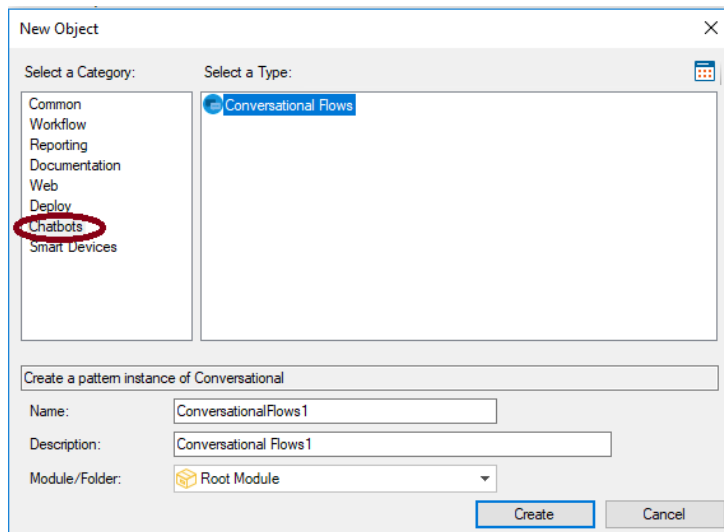 New Object
Select a Category:
Select a Type:
Common
Workflow
Reporting
Documentation
Web
Deploy
Chatbots
Smart Devices
Conversational Flows
Create a pattern instance of Conversational
Name:
ConversationalFlows1
Description:
Conversational Flows1
Module/Folder:
Root Module
Create
Cancel